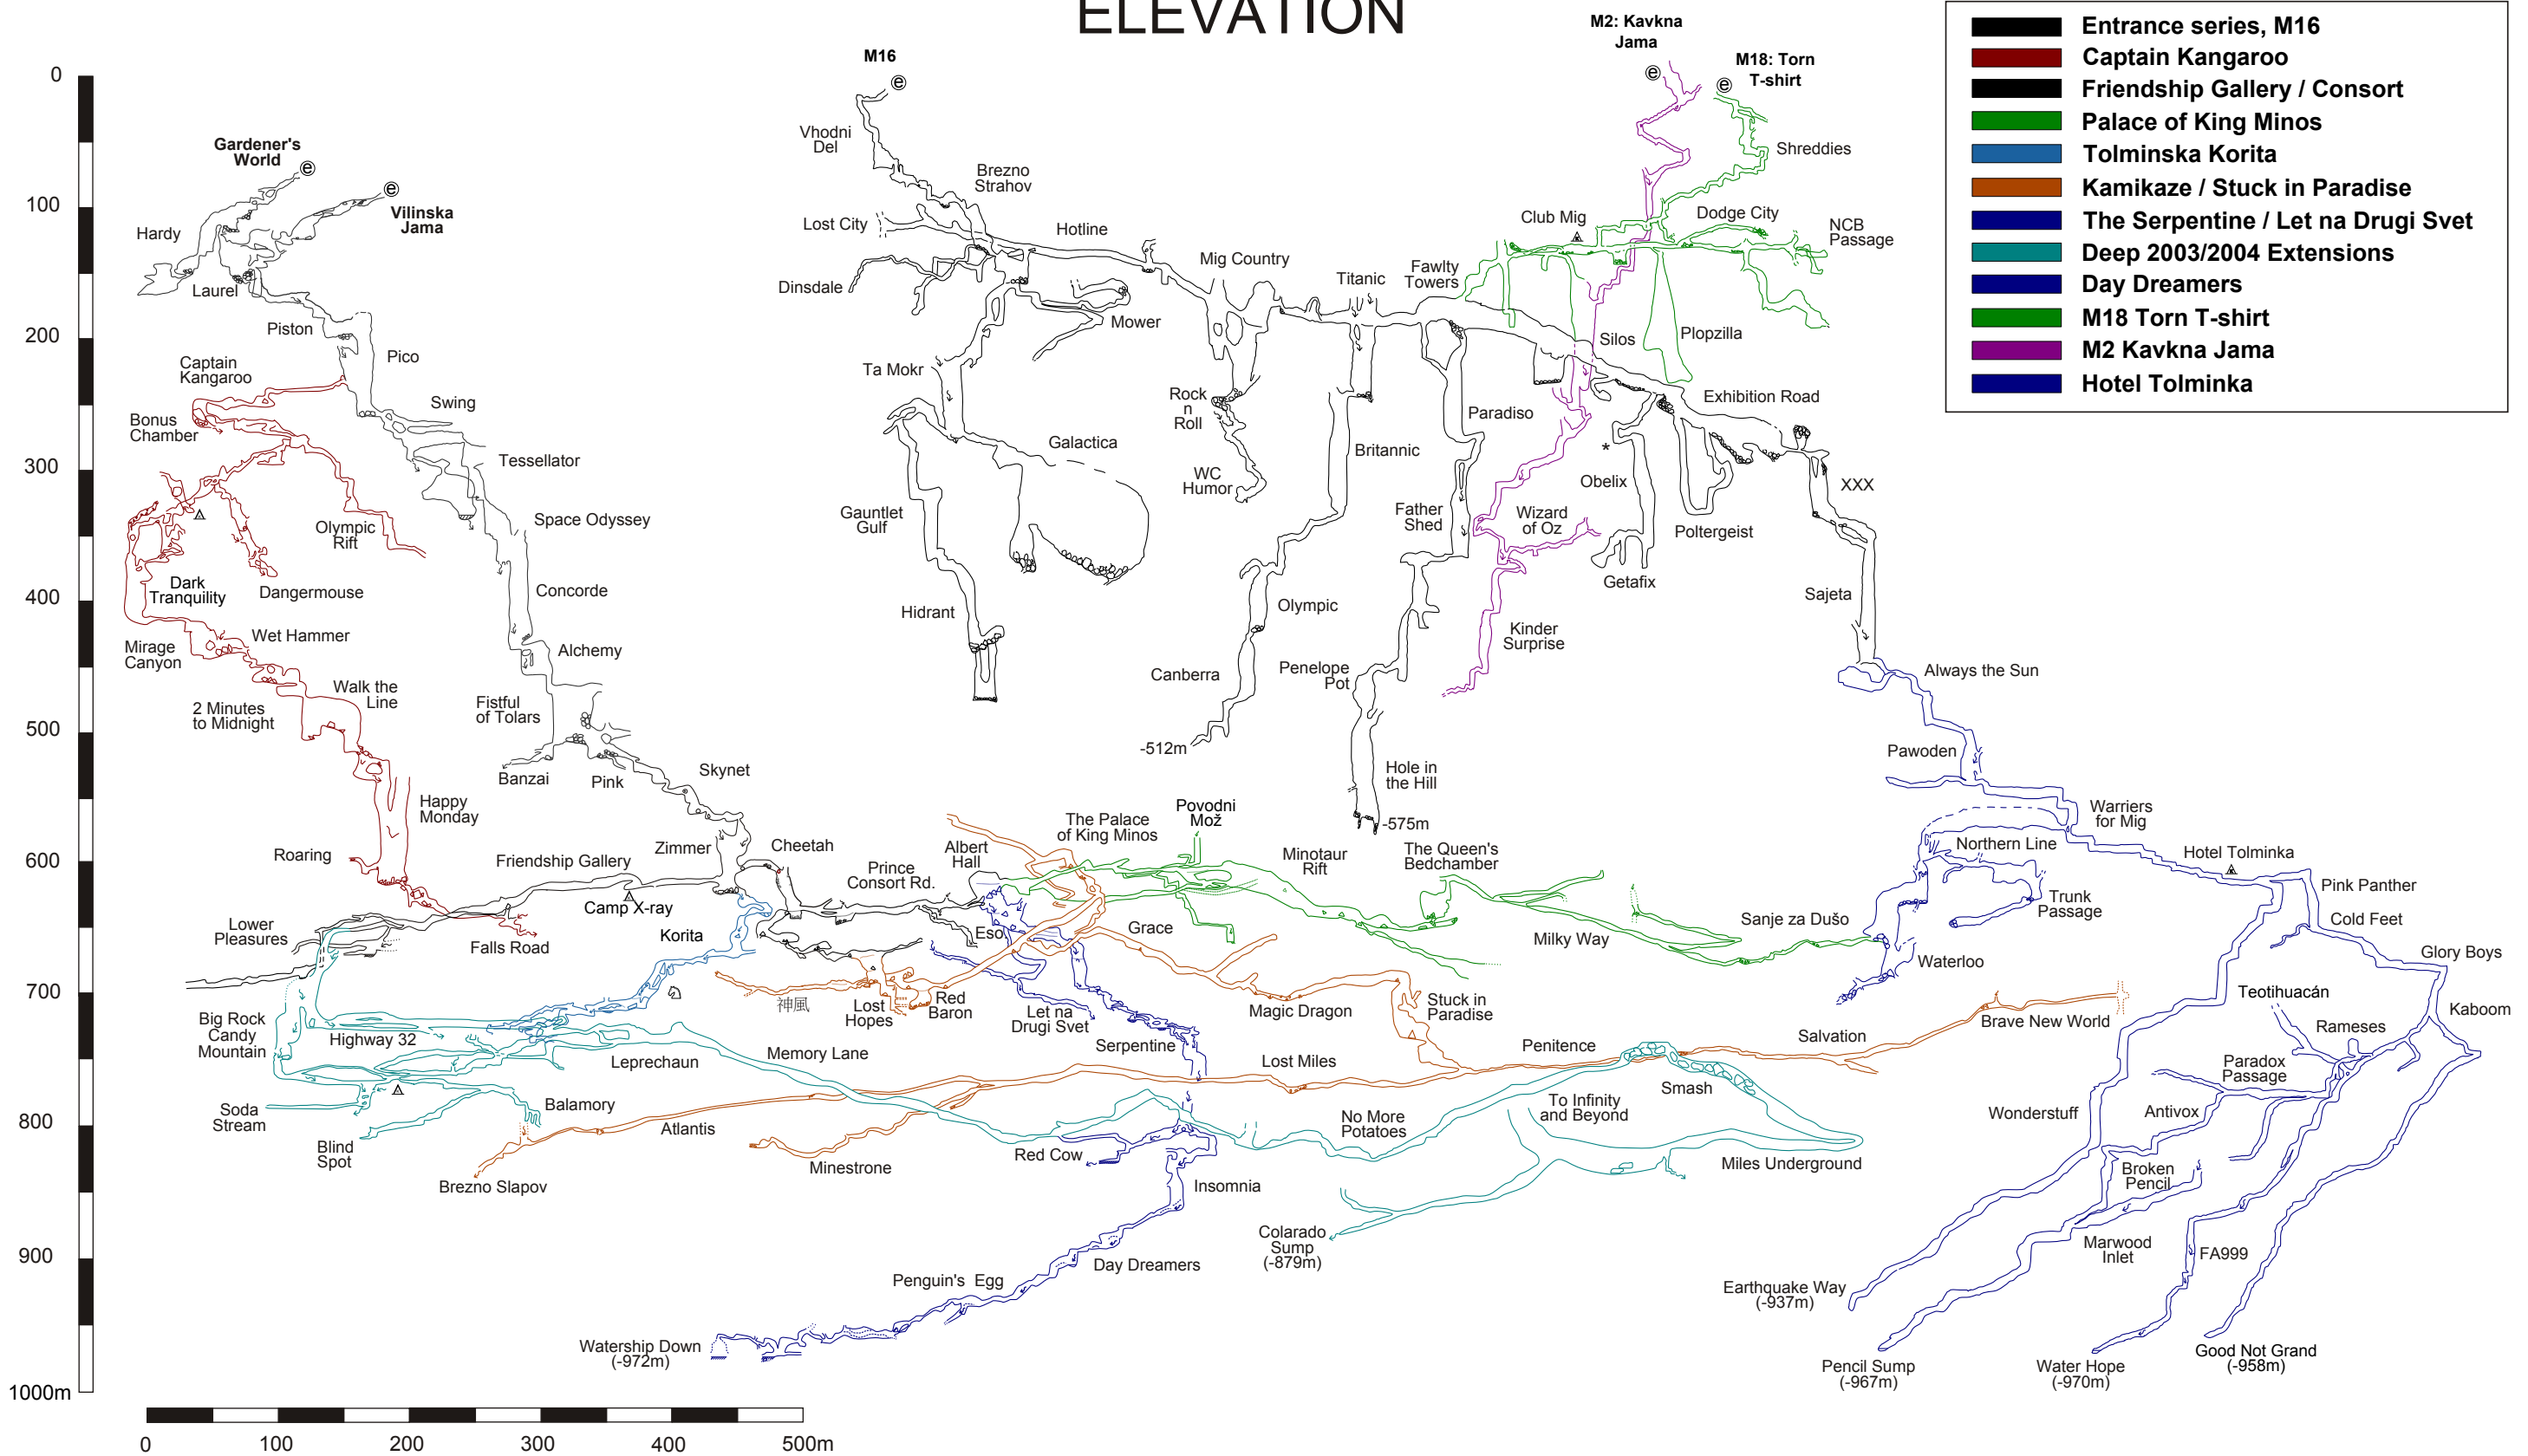 ELEVATION
Entrance series, M16
Captain Kangaroo
Friendship Gallery / Consort
Palace of King Minos
Tolminska Korita
Kamikaze / Stuck in Paradise
The Serpentine / Let na Drugi Svet
Deep 2003/2004 Extensions
Day Dreamers
M18 Torn T-shirt
M2 Kavkna Jama
Hotel Tolminka
0
100
200
300
400
500
600
700
800
900
1000m
0
100
200
300
400
500m
Gardener's
World
e
e
Vilinska
Jama
Hardy
Laurel
Piston
Pico
Captain
Kangaroo
Swing
Bonus
Chamber
Tessellator
Space Odyssey
Olympic
Rift
Dangermouse
Dark
Tranquility
Concorde
Wet Hammer
Mirage
Canyon
Alchemy
Walk the
Line
2 Minutes
to Midnight
Fistful
of Tolars
Banzai
Pink
Skynet
Happy
Monday
Roaring
Friendship Gallery
Zimmer
Cheetah
Camp X-ray
Lower
Pleasures
Falls Road
Korita
Big Rock
Candy
Mountain
Highway 32
Leprechaun
Memory Lane
Soda
Stream
Balamory
Blind
Spot
Atlantis
Brezno Slapov
Minestrone
M16
e
Vhodni
Del
Brezno
Strahov
Lost City
Hotline
Dinsdale
Mower
Mig Country
Titanic
Fawlty
Towers
Ta Mokr
Rock
n
Roll
WC
Humor
Galactica
Gauntlet
Gulf
Hidrant
Paradiso
Britannic
Father
Shed
Olympic
Canberra
-512m
Penelope
Pot
Hole in
the Hill
-575m
M2: Kavkna
Jama
e
M18: Torn
T-shirt
e
Shreddies
Club Mig
Dodge City
NCB
Passage
Silos
Plopzilla
Exhibition Road
*
Obelix
Wizard
of Oz
Getafix
Poltergeist
XXX
Sajeta
Kinder
Surprise
Always the Sun
Pawoden
Warriers
for Mig
Northern Line
Hotel Tolminka
Trunk
Passage
Pink Panther
Cold Feet
Waterloo
Glory Boys
Teotihuacán
Kaboom
Rameses
Brave New World
Paradox
Passage
Wonderstuff
Antivox
Broken
Pencil
Marwood
Inlet
FA999
Earthquake Way
(-937m)
Pencil Sump
(-967m)
Water Hope
(-970m)
Good Not Grand
(-958m)
The Palace
of King Minos
Povodni
Mož
Albert
Hall
Prince
Consort Rd.
Minotaur
Rift
The Queen's
Bedchamber
Eso
Grace
Milky Way
Sanje za Dušo
神風
Lost
Hopes
Red
Baron
Let na
Drugi Svet
Serpentine
Magic Dragon
Stuck in
Paradise
Lost Miles
Penitence
Salvation
Smash
No More
Potatoes
To Infinity
and Beyond
Miles Underground
Red Cow
Insomnia
Colarado
Sump
(-879m)
Day Dreamers
Penguin's Egg
Watership Down
(-972m)